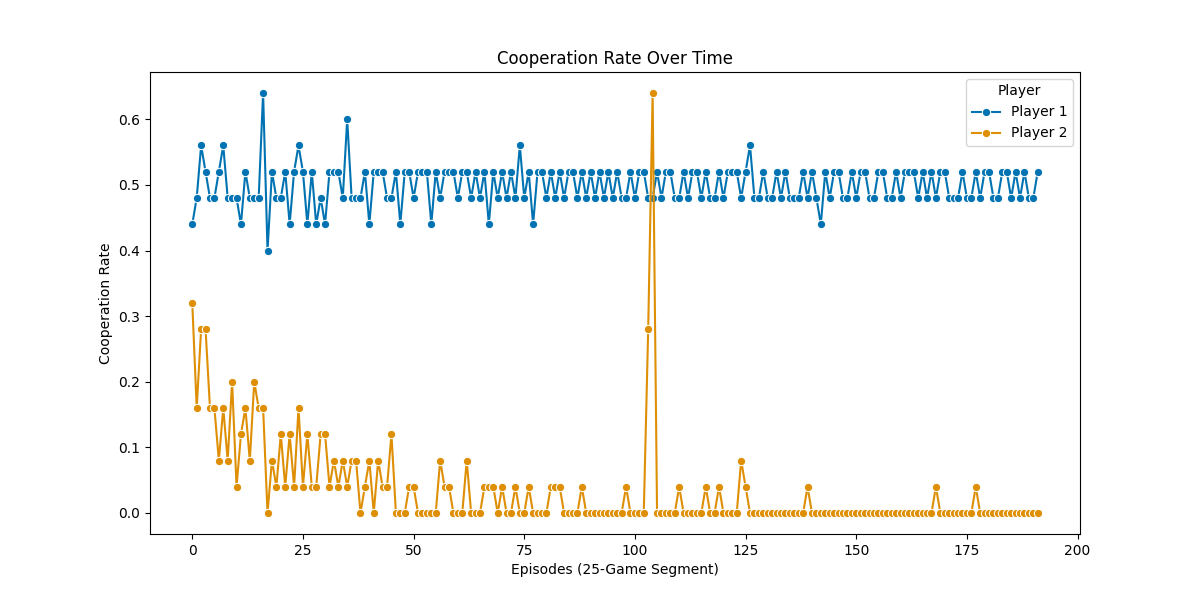 Cooperation Rate Over Time
Player
Player 1
Player 2
Cooperation Rate
0.6
0.5
0.4
0.3
0.2
0.1
0.0
0 25 50 75 100 125 150 175 200
Episodes (25-Game Segment)